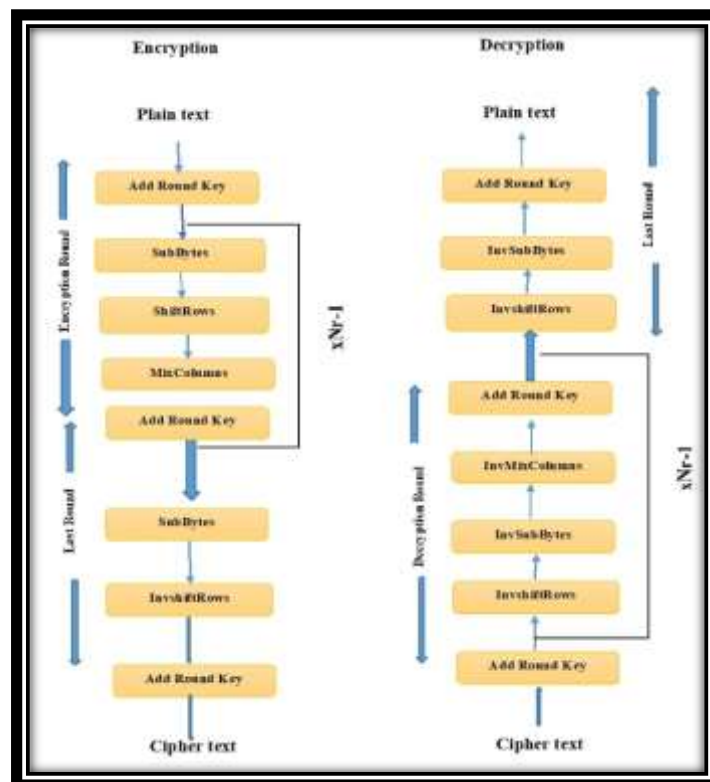 Encryption
Plain text
Add Round Key
SubBytes
ShiftRows
MixColumns
Add Round Key
SubBytes
InvshiftRows
Add Round Key
Cipher text
Encryption Round
Last Round
xNr-1
Decryption
Plain text
Add Round Key
InvSubBytes
InvshiftRows
Add Round Key
InvMixColumns
InvSubBytes
InvshiftRows
Add Round Key
Cipher text
Last Round
Decryption Round
xNr-1